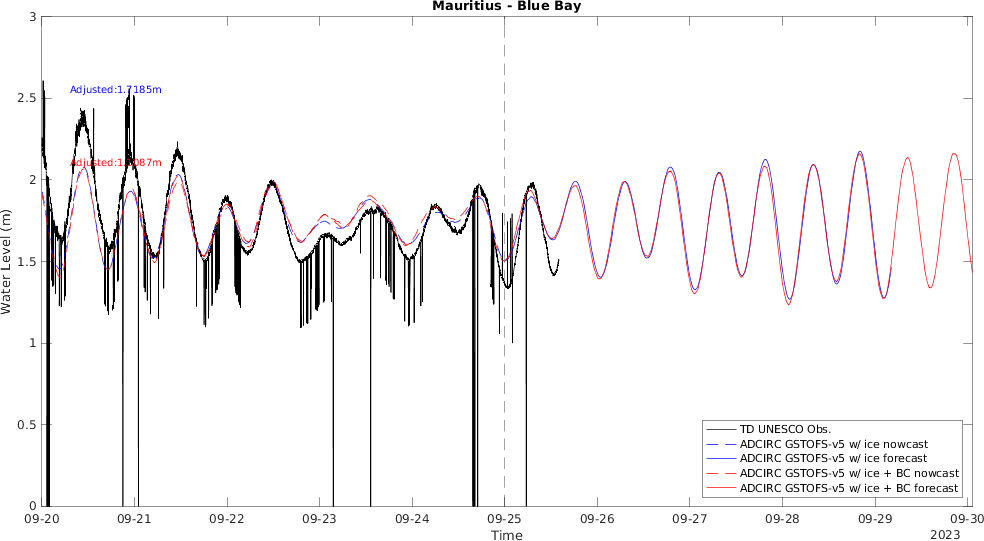 Mauritius - Blue Bay
3
2.5
2
1.5
1
0.5
0
Water Level (m)
Adjusted:1.7185m
TD UNESCO Obs.
ADCIRC GSTOFS-v5 w/ ice nowcast
ADCIRC GSTOFS-v5 w/ ice forecast
ADCIRC GSTOFS-v5 w/ ice + BC nowcast
ADCIRC GSTOFS-v5 w/ ice + BC forecast
09-20
09-21
09-22
09-23
09-24
09-25
09-26
09-27
09-28
09-29
09-30
Time
2023